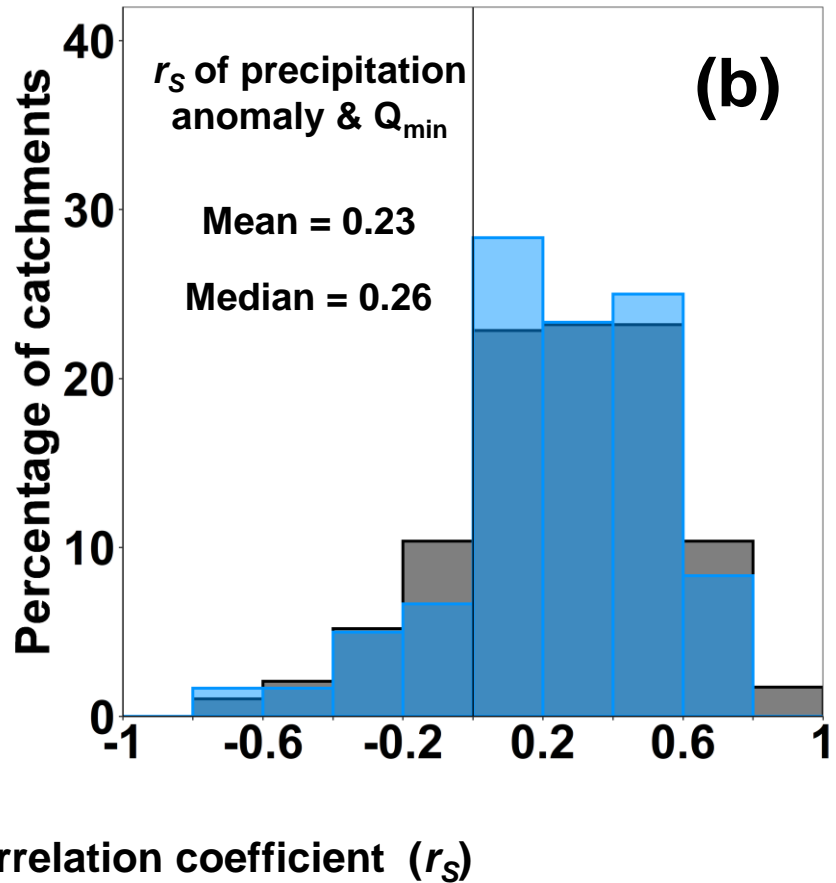 40
30
20
10
0
Percentage of catchments
rS of precipitation
anomaly & Qmin
Mean = 0.23
Median = 0.26
(b)
-1 -0.6 -0.2 0.2 0.6 1
rrelation coefficient (rS)